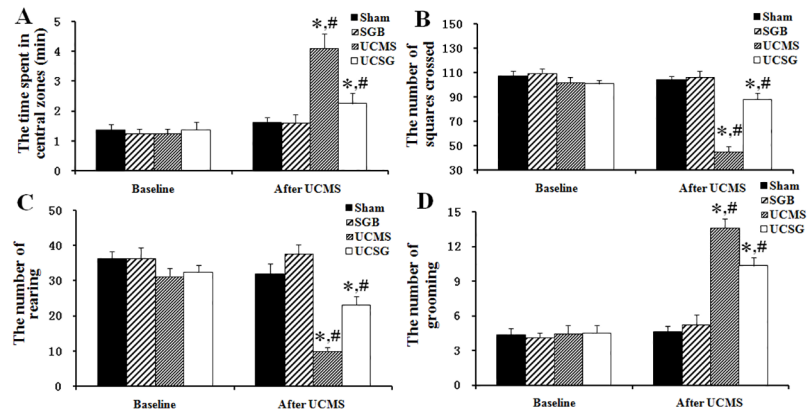 A
The time spent in
central zones (min)
5
4
3
2
1
0
*,#
*,#
Sham
SGB
UCMS
UCSG
Baseline
After UCMS
B
The number of
squares crossed
150
130
110
90
70
50
30
*,#
*,#
Sham
SGB
UCMS
UCSG
Baseline
After UCMS
C
The number of
rearing
50
40
30
20
10
0
*,#
*,#
Sham
SGB
UCMS
UCSG
Baseline
After UCMS
D
The number of
grooming
15
12
9
6
3
0
*,#
*,#
Sham
SGB
UCMS
UCSG
Baseline
After UCMS